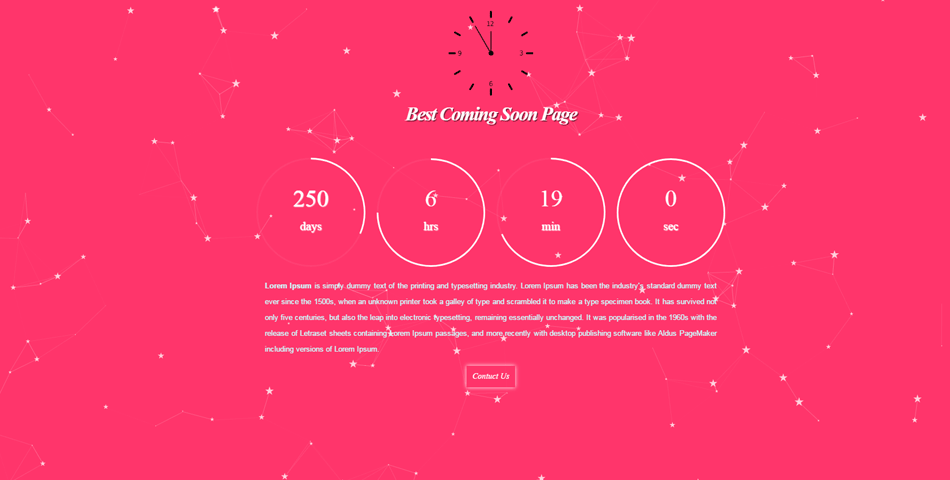 12
9
3
6
Best Coming Soon Page
250
6
19
0
days
hrs
min
sec
Lorem Ipsum is simply dummy text of the printing and typesetting industry. Lorem Ipsum has been the industry's standard dummy text
ever since the 1500s, when an unknown printer took a galley of type and scrambled it to make a type specimen book. It has survived not
only five centuries, but also the leap into electronic typesetting, remaining essentially unchanged. It was popularised in the 1960s with the
release of Letraset sheets containing Lorem Ipsum passages, and more recently with desktop publishing software like Aldus PageMaker
including versions of Lorem Ipsum.
Contact Us